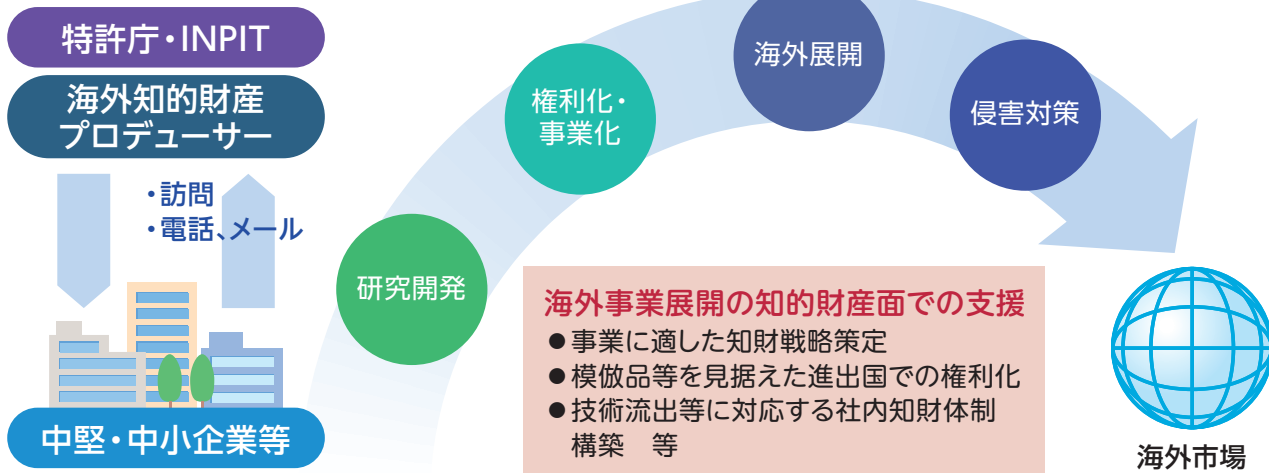 特許庁・INPIT
海外知的財産
プロデューサー
・訪問
・電話、メール
中堅・中小企業等
研究開発
権利化・
事業化
海外展開
侵害対策
海外事業展開の知的財産面での支援
●事業に適した知財戦略策定
●模倣品等を見据えた進出国での権利化
●技術流出等に対応する社内知財体制
構築　等
海外市場